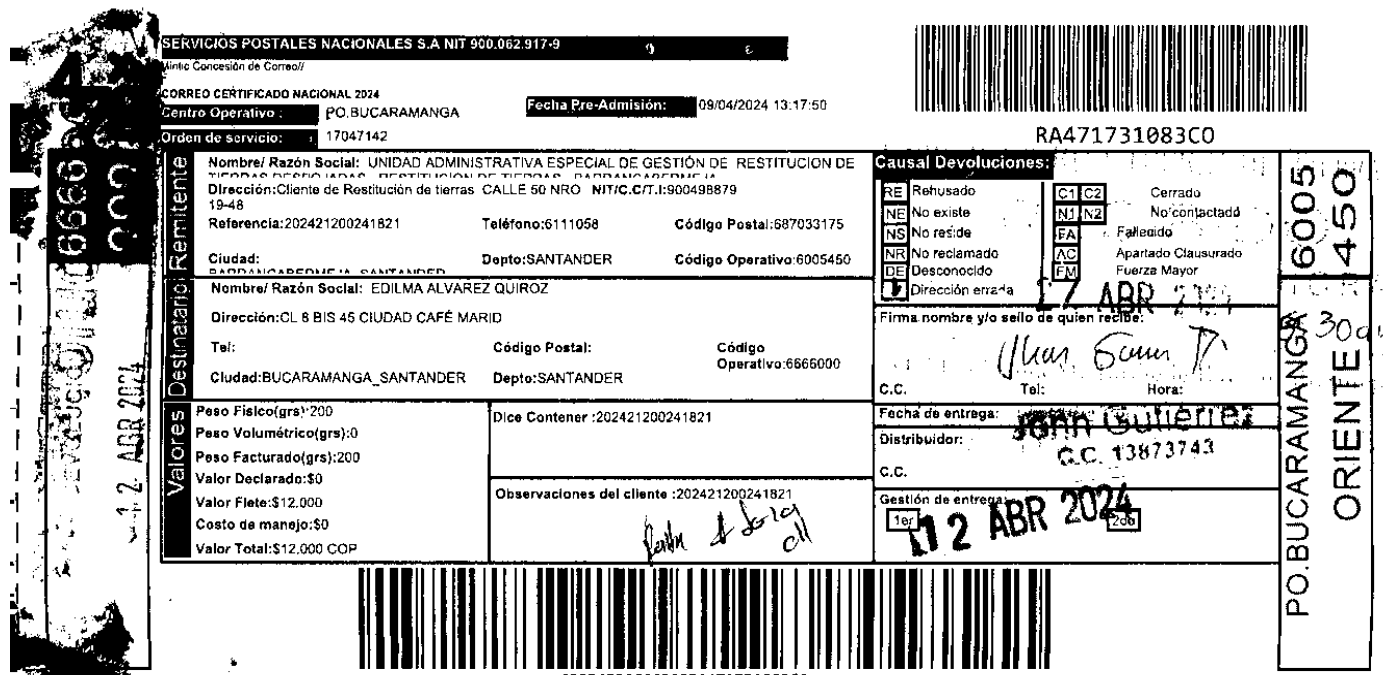 SERVICIOS POSTALES NACIONALES S.A NIT 900.062.917-9
Mintic Concesión de Correo//
CORREO CERTIFICADO NACIONAL 2024
Centro Operativo : PO.BUCARAMANGA
Fecha Pre-Admisión: 09/04/2024 13:17:50
Orden de servicio: 17047142
RA471731083CO
Remitente
Nombre/ Razón Social: UNIDAD ADMINISTRATIVA ESPECIAL DE GESTIÓN DE RESTITUCION DE
TIERRAS DESPOJADAS - RESTITUCION DE TIERRAS - BARRANCABERMEJA
Dirección:Cliente de Restitución de tierras CALLE 50 NRO NIT/C.C/T.I:900498879
19-48
Referencia:202421200241821 Teléfono:6111058 Código Postal:687033175
Ciudad: Depto:SANTANDER Código Operativo:6005450
BARRANCABERMEJA_SANTANDER
Destinatario
Nombre/ Razón Social: EDILMA ALVAREZ QUIROZ
Dirección:CL 8 BIS 45 CIUDAD CAFÉ MARID
Tel: Código Postal: Código
Operativo:6666000
Ciudad:BUCARAMANGA_SANTANDER Depto:SANTANDER
Valores
Peso Fisico(grs):200
Peso Volumétrico(grs):0
Peso Facturado(grs):200
Valor Declarado:$0
Valor Flete:$12.000
Costo de manejo:$0
Valor Total:$12.000 COP
Dice Contener :202421200241821
Observaciones del cliente :202421200241821
Causal Devoluciones:
RE Rehusado C1 C2 Cerrado
NE No existe N1 N2 No contactado
NS No reside FA Fallecido
NR No reclamado AC Apartado Clausurado
DE Desconocido FM Fuerza Mayor
Dirección errada
17 ABR 2024
Firma nombre y/o sello de quien recibe:
C.C. Tel: Hora:
Fecha de entrega:
John Gutierrez
Distribuidor:
C.C. 13873743
C.C.
Gestión de entrega:
1er 2do
12 ABR 2024
6005
450
PO.BUCARAMANGA
ORIENTE
6666
12 ABR 2024